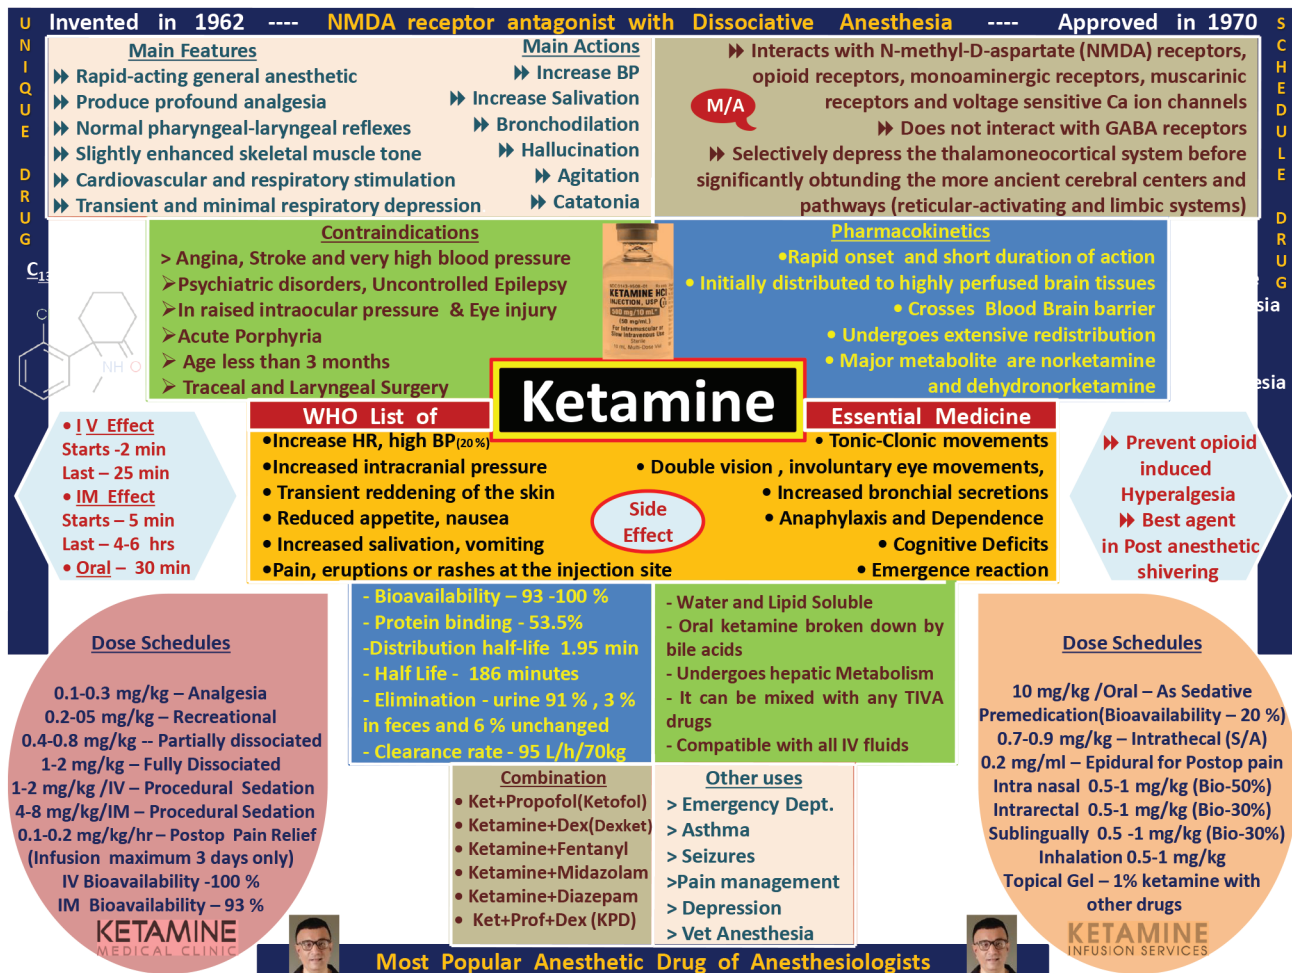 Invented in 1962 ---- NMDA receptor antagonist with Dissociative Anesthesia ---- Approved in 1970
UNIQUE DRUG
SCHEDULE DRUG
Main Features
Rapid-acting general anesthetic
Produce profound analgesia
Normal pharyngeal-laryngeal reflexes
Slightly enhanced skeletal muscle tone
Cardiovascular and respiratory stimulation
Transient and minimal respiratory depression
Main Actions
Increase BP
Increase Salivation
Bronchodilation
Hallucination
Agitation
Catatonia
M/A
Interacts with N-methyl-D-aspartate (NMDA) receptors,
opioid receptors, monoaminergic receptors, muscarinic
receptors and voltage sensitive Ca ion channels
Does not interact with GABA receptors
Selectively depress the thalamoneocortical system before
significantly obtunding the more ancient cerebral centers and
pathways (reticular-activating and limbic systems)
C13
NH O
Contraindications
> Angina, Stroke and very high blood pressure
Psychiatric disorders, Uncontrolled Epilepsy
In raised intraocular pressure & Eye injury
Acute Porphyria
Age less than 3 months
Traceal and Laryngeal Surgery
KETAMINE HCl
INJECTION, USP
500 mg/10 mL*
(50 mg/mL)
For Intramuscular or
Slow Intravenous Use
Pharmacokinetics
•Rapid onset and short duration of action
• Initially distributed to highly perfused brain tissues
• Crosses Blood Brain barrier
• Undergoes extensive redistribution
• Major metabolite are norketamine
and dehydronorketamine
sia
esia
Ketamine
WHO List of
Essential Medicine
• I V Effect
Starts -2 min
Last – 25 min
• IM Effect
Starts – 5 min
Last – 4-6 hrs
• Oral – 30 min
•Increase HR, high BP(20 %)
•Increased intracranial pressure
• Transient reddening of the skin
• Reduced appetite, nausea
• Increased salivation, vomiting
•Pain, eruptions or rashes at the injection site
Side
Effect
• Tonic-Clonic movements
• Double vision , involuntary eye movements,
• Increased bronchial secretions
• Anaphylaxis and Dependence
• Cognitive Deficits
• Emergence reaction
Prevent opioid
induced
Hyperalgesia
Best agent
in Post anesthetic
shivering
Dose Schedules
0.1-0.3 mg/kg – Analgesia
0.2-05 mg/kg – Recreational
0.4-0.8 mg/kg -- Partially dissociated
1-2 mg/kg – Fully Dissociated
1-2 mg/kg /IV – Procedural Sedation
4-8 mg/kg/IM – Procedural Sedation
0.1-0.2 mg/kg/hr – Postop Pain Relief
(Infusion maximum 3 days only)
IV Bioavailability -100 %
IM Bioavailability – 93 %
KETAMINE
MEDICAL CLINIC
- Bioavailability – 93 -100 %
- Protein binding - 53.5%
-Distribution half-life 1.95 min
- Half Life - 186 minutes
- Elimination - urine 91 % , 3 %
in feces and 6 % unchanged
- Clearance rate - 95 L/h/70kg
- Water and Lipid Soluble
- Oral ketamine broken down by
bile acids
- Undergoes hepatic Metabolism
- It can be mixed with any TIVA
drugs
- Compatible with all IV fluids
Combination
• Ket+Propofol(Ketofol)
• Ketamine+Dex(Dexket)
• Ketamine+Fentanyl
• Ketamine+Midazolam
• Ketamine+Diazepam
• Ket+Prof+Dex (KPD)
Other uses
> Emergency Dept.
> Asthma
> Seizures
>Pain management
> Depression
> Vet Anesthesia
Dose Schedules
10 mg/kg /Oral – As Sedative
Premedication(Bioavailability – 20 %)
0.7-0.9 mg/kg – Intrathecal (S/A)
0.2 mg/ml – Epidural for Postop pain
Intra nasal 0.5-1 mg/kg (Bio-50%)
Intrarectal 0.5-1 mg/kg (Bio-30%)
Sublingually 0.5 -1 mg/kg (Bio-30%)
Inhalation 0.5-1 mg/kg
Topical Gel – 1% ketamine with
other drugs
KETAMINE
INFUSION SERVICES
Most Popular Anesthetic Drug of Anesthesiologists